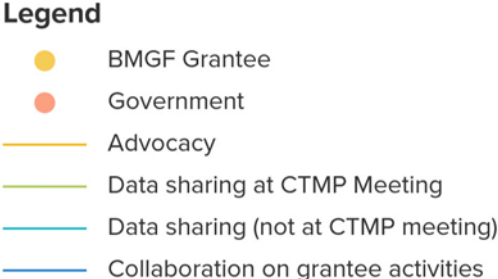 Legend
BMGF Grantee
Government
Advocacy
Data sharing at CTMP Meeting
Data sharing (not at CTMP meeting)
Collaboration on grantee activities